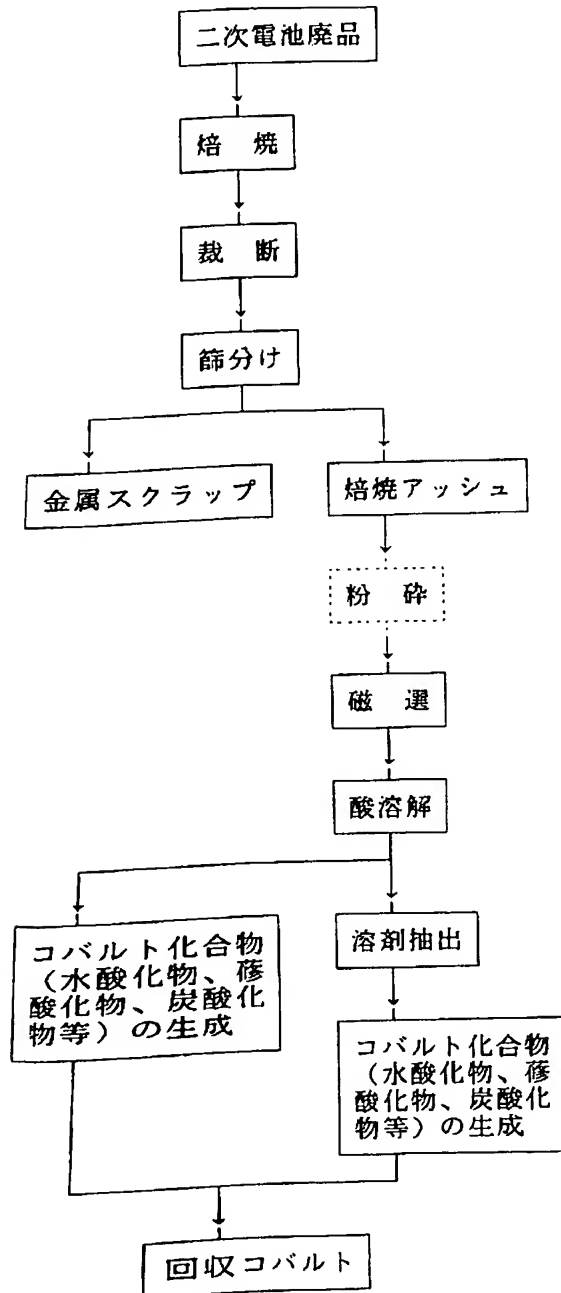 二次電池廃品
焙 焼
裁 断
篩分け
金属スクラップ
焙焼アッシュ
粉 砕
磁 選
酸溶解
コバルト化合物
(水酸化物、蓚
酸化物、炭酸化
物等)の生成
溶剤抽出
コバルト化合物
(水酸化物、蓚
酸化物、炭酸化
物等)の生成
回収コバルト